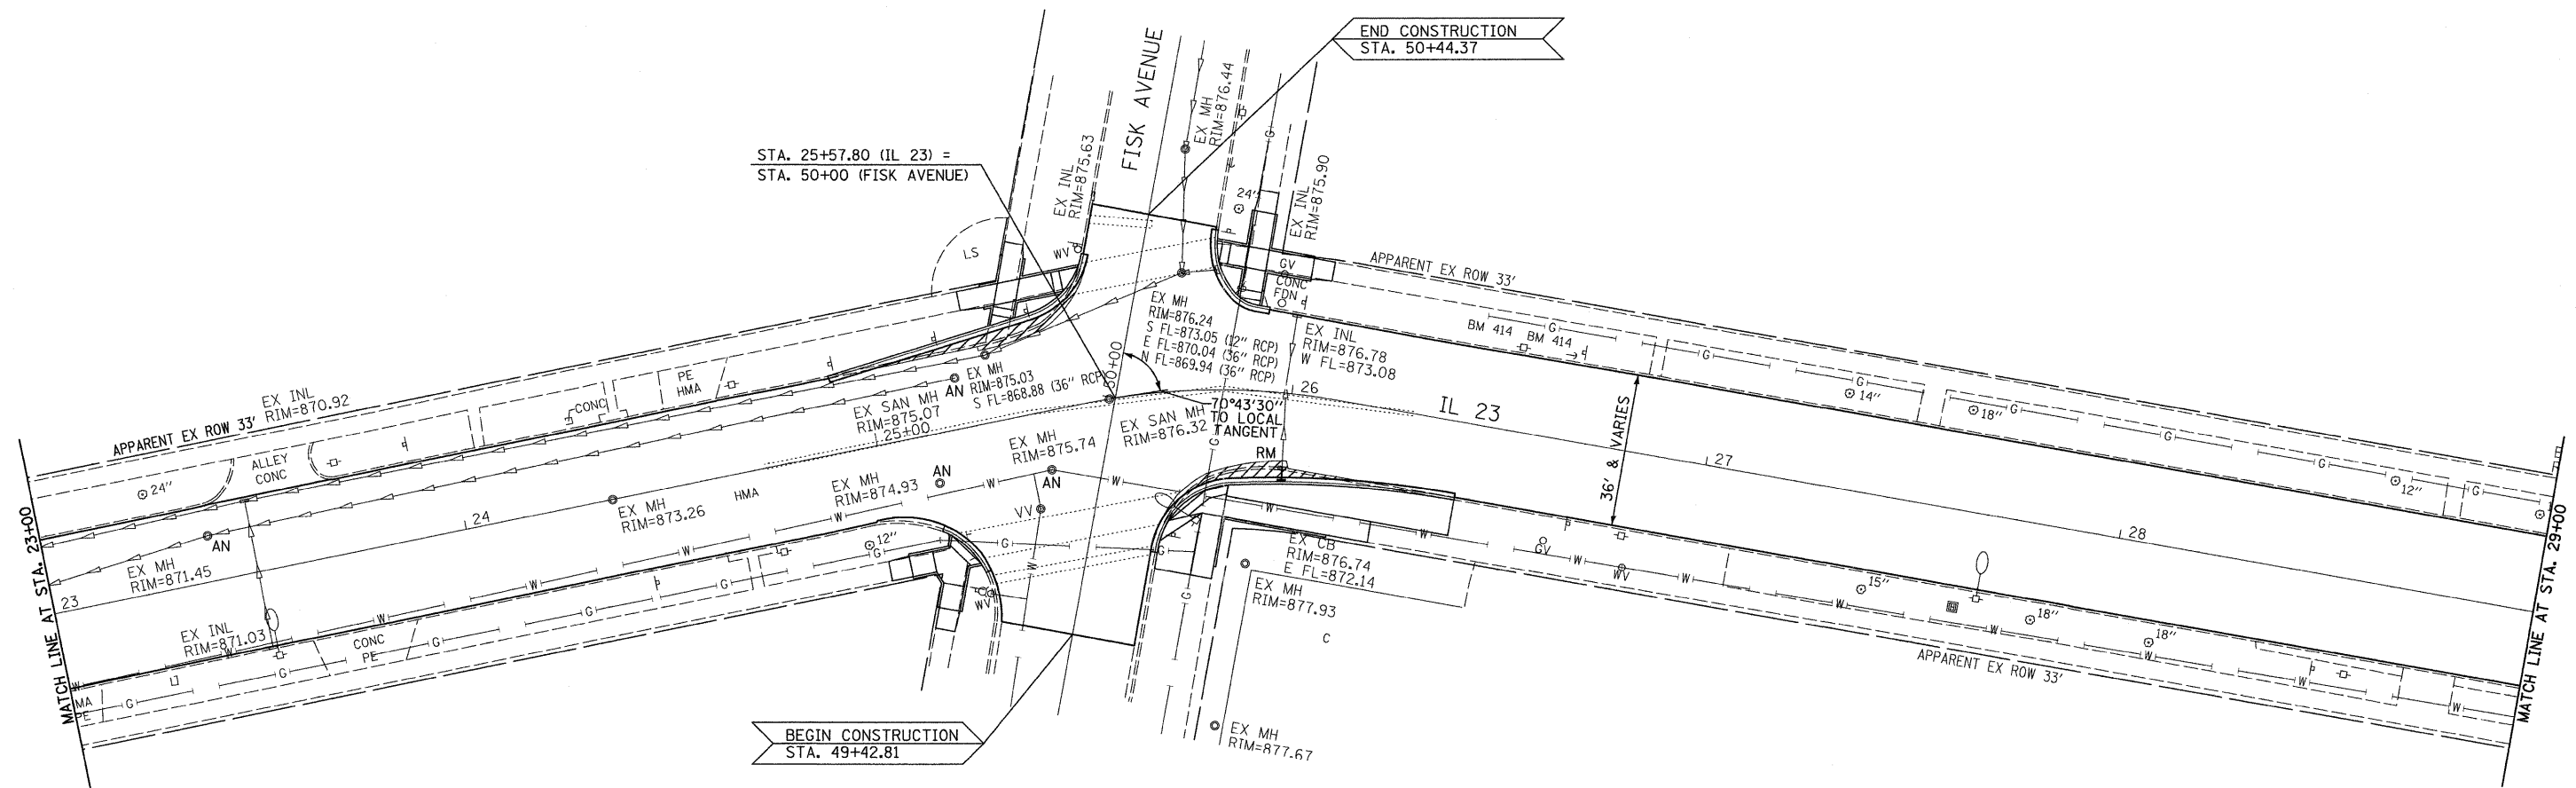 END CONSTRUCTION
STA. 50+44.37
FISK AVENUE
EX MH
RIM=876.44
EX INL
RIM=875.63
STA. 25+57.80 (IL 23) =
STA. 50+00 (FISK AVENUE)
24"
EX INL
RIM=875.90
LS
WV
GV
CONC
FDN
APPARENT EX ROW 33'
EX MH
RIM=876.24
S FL=873.05 (12" RCP)
E FL=870.04 (36" RCP)
N FL=869.94 (36" RCP)
EX INL
RIM=876.78
W FL=873.08
BM 414
BM 414
G
G
G
14"
18"
G
G
G
12"
G
50+00
26
IL 23
70°43'30"
TO LOCAL
TANGENT
36' & VARIES
27
28
EX MH
RIM=875.03
S FL=868.88 (36" RCP)
AN
EX SAN MH
RIM=875.07
25+00
PE
HMA
CONC
EX INL
RIM=870.92
APPARENT EX ROW 33'
ALLEY
CONC
24"
EX SAN MH
RIM=876.32
EX MH
RIM=875.74
AN
AN
EX MH
RIM=874.93
HMA
EX MH
RIM=873.26
24
AN
EX MH
RIM=871.45
23
MATCH LINE AT STA. 23+00
EX INL
RIM=871.03
CONC
PE
MA
PE
W
W
W
W
W
W
W
W
W
G
G
G
G
G
G
G
G
12"
VV
WV
RM
EX CB
RIM=876.74
E FL=872.14
EX MH
RIM=877.93
C
EX MH
RIM=877.67
GV
WV
W
W
W
W
15"
18"
18"
W
W
W
W
APPARENT EX ROW 33'
MATCH LINE AT STA. 29+00
BEGIN CONSTRUCTION
STA. 49+42.81